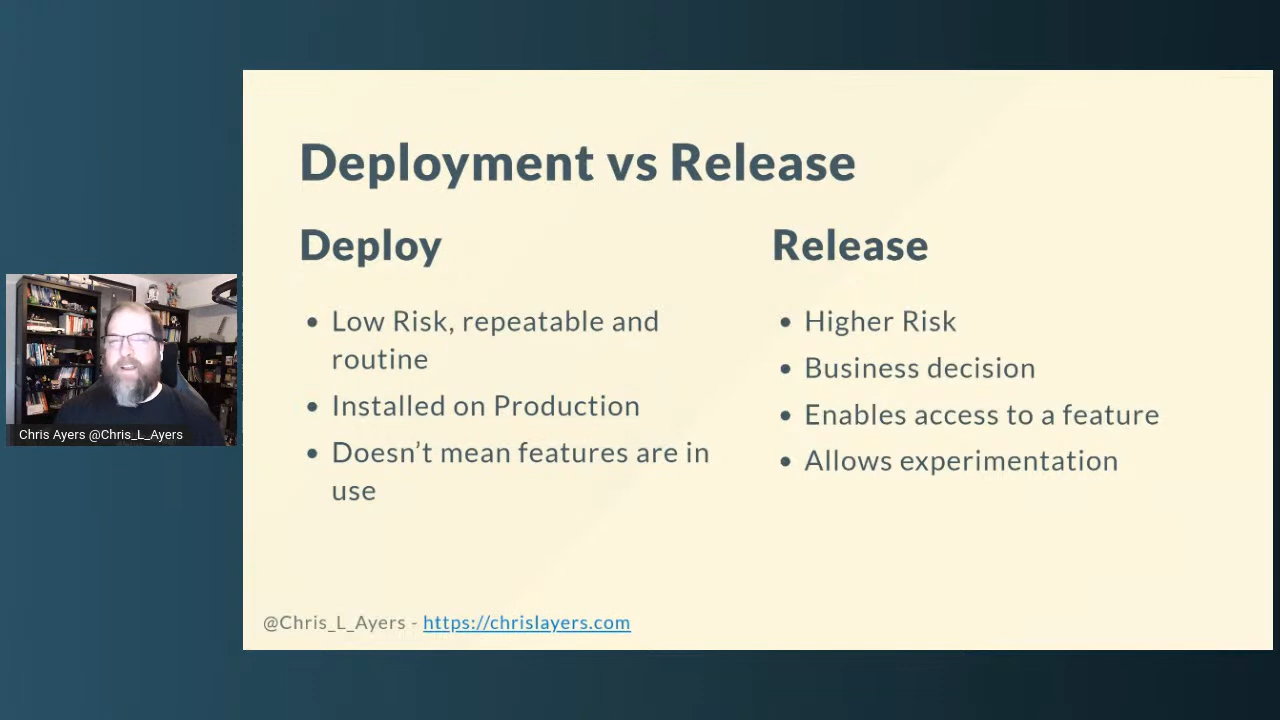 Deployment vs Release
Deploy
• Low Risk, repeatable and
routine
• Installed on Production
• Doesn’t mean features are in
use
Release
• Higher Risk
• Business decision
• Enables access to a feature
• Allows experimentation
@Chris_L_Ayers - https://chrislayers.com
Chris Ayers @Chris_L_Ayers